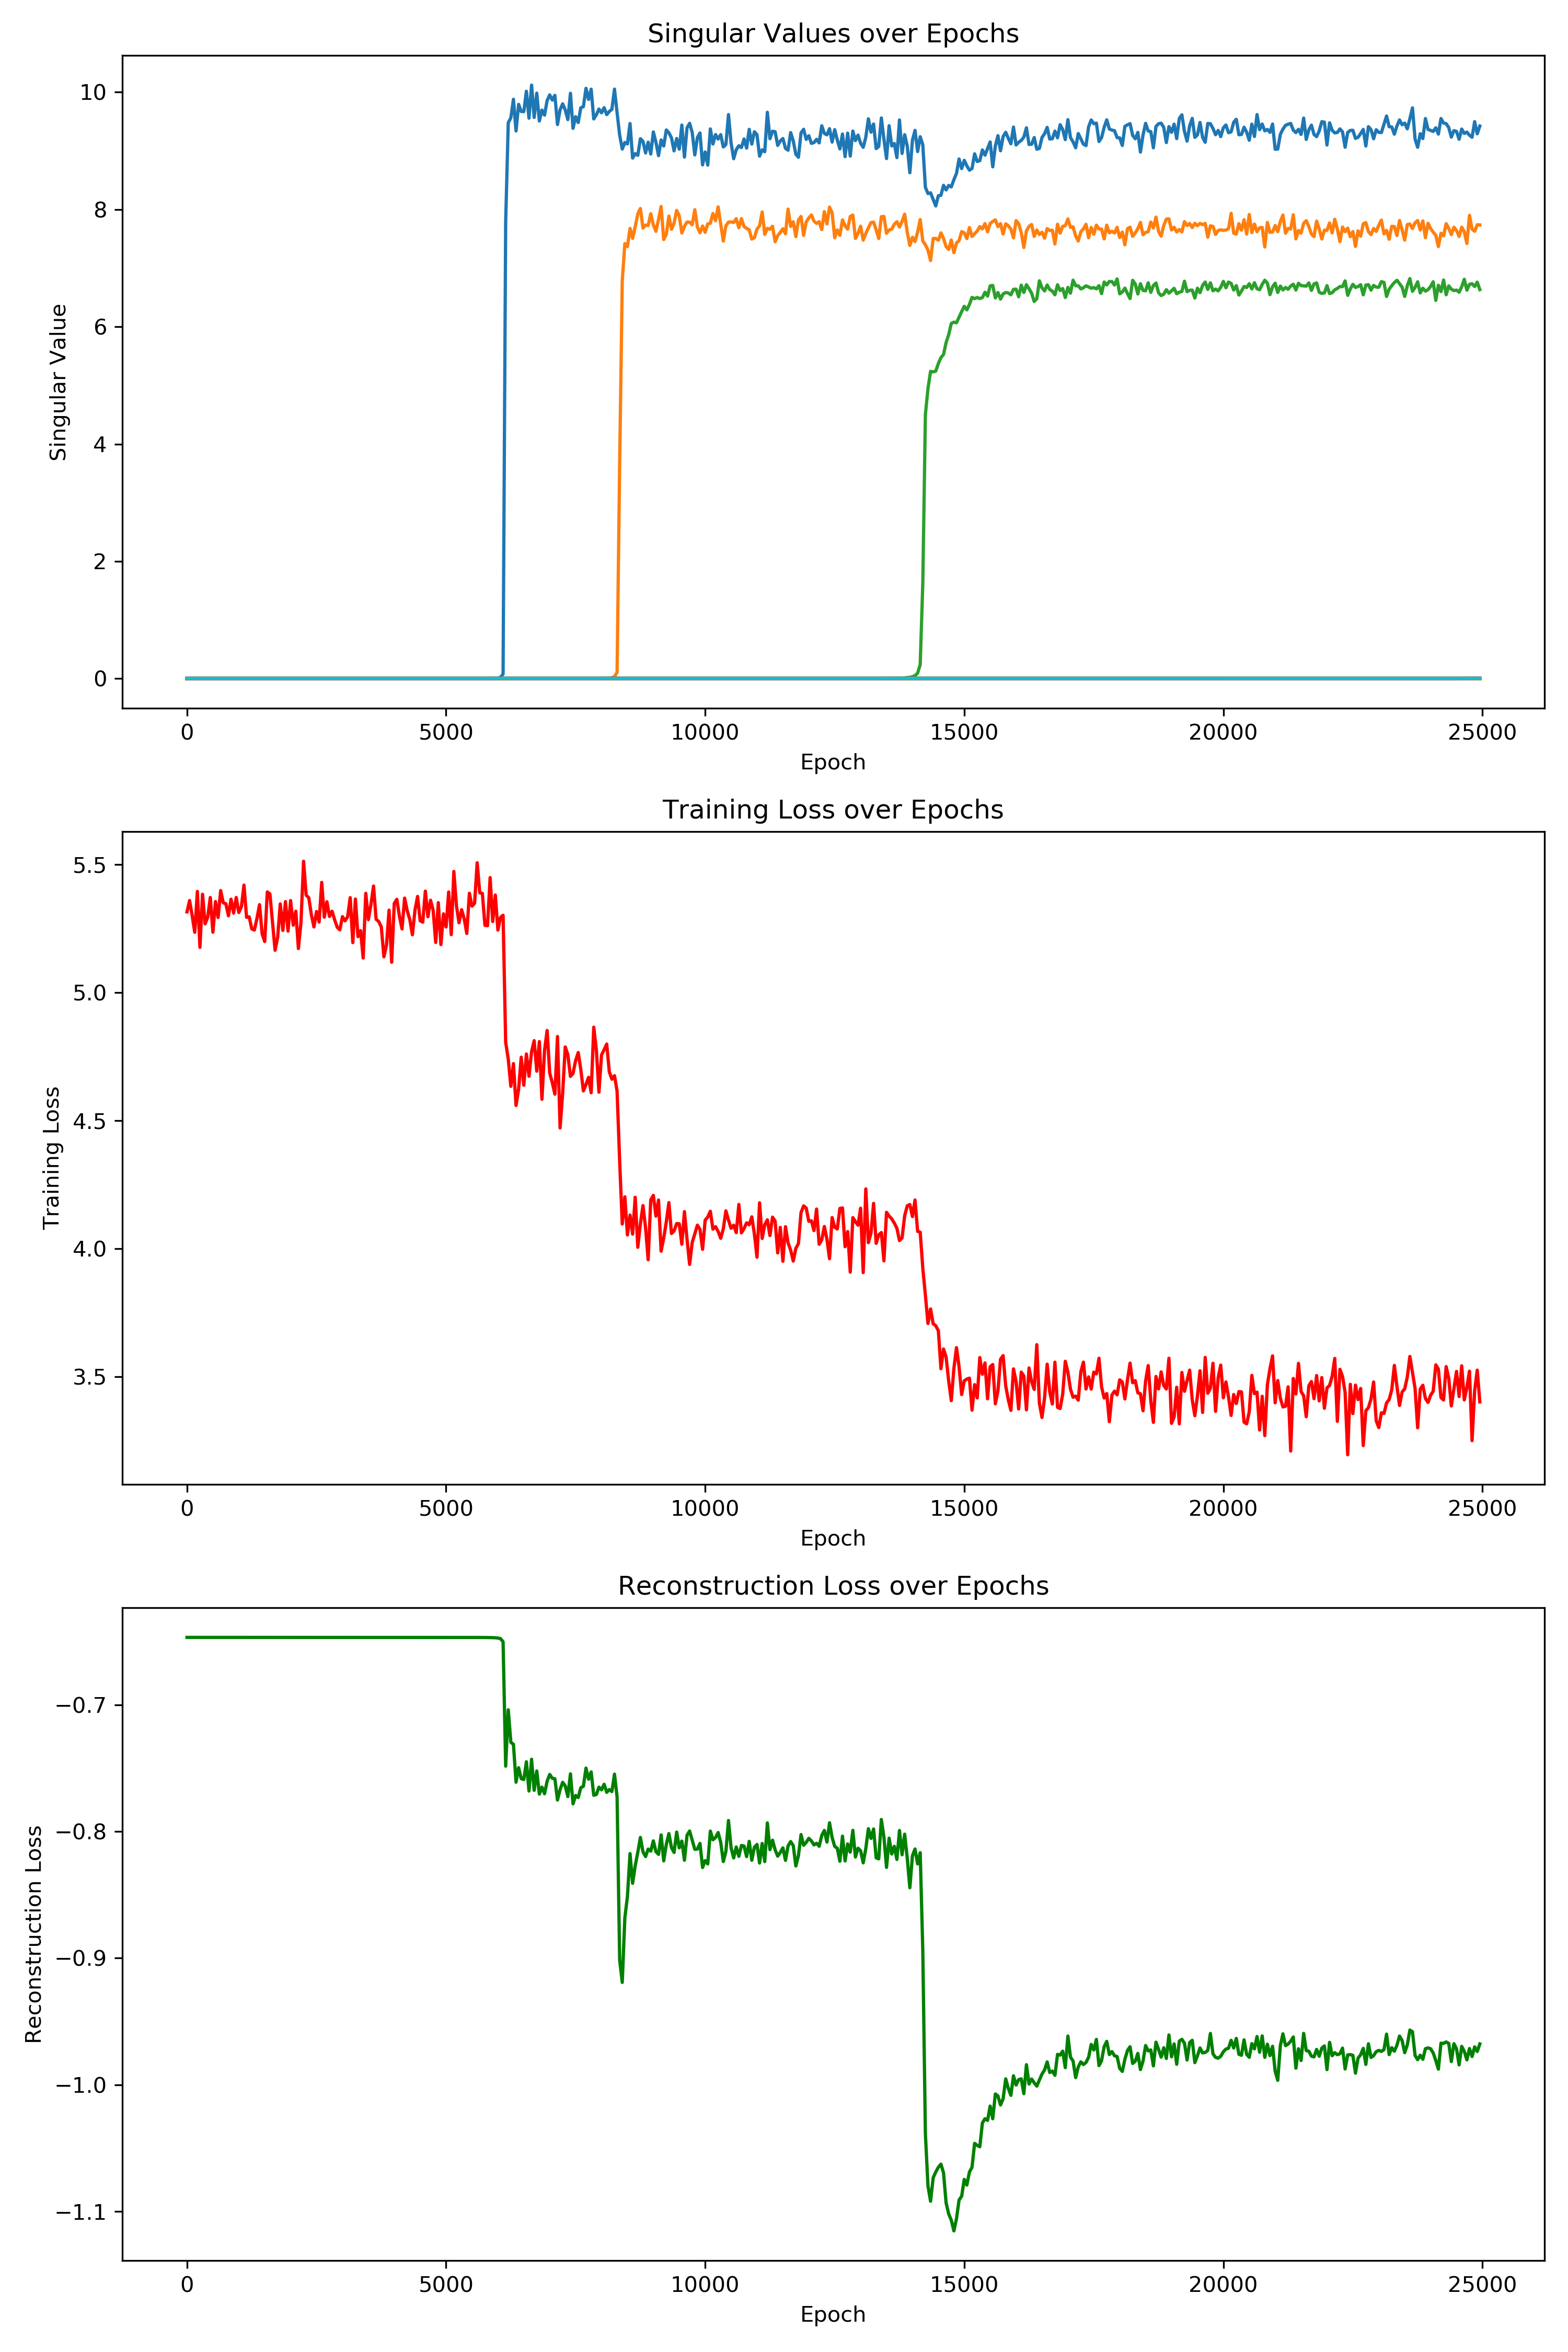 Singular Values over Epochs
Singular Value
10
8
6
4
2
0
0 5000 10000 15000 20000 25000
Epoch
Training Loss over Epochs
Training Loss
5.5
5.0
4.5
4.0
3.5
0 5000 10000 15000 20000 25000
Epoch
Reconstruction Loss over Epochs
Reconstruction Loss
−0.7
−0.8
−0.9
−1.0
−1.1
0 5000 10000 15000 20000 25000
Epoch